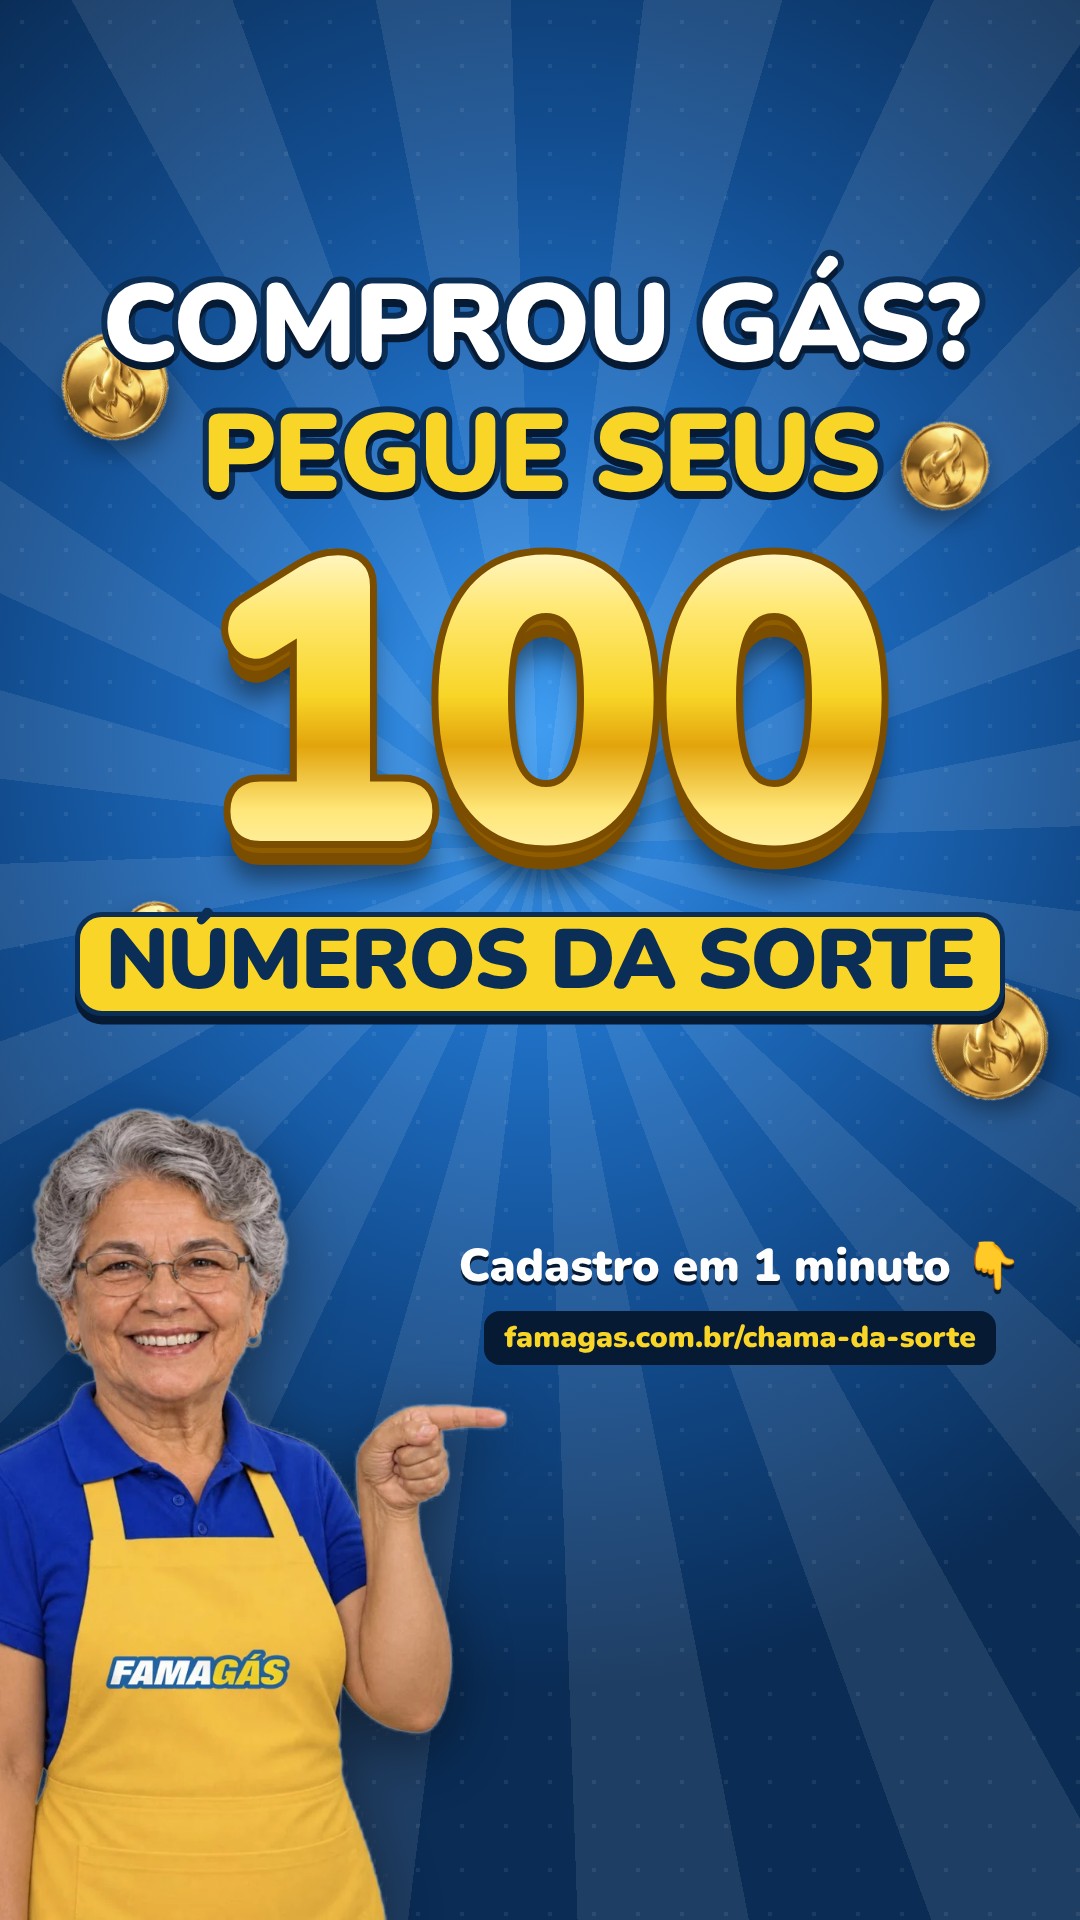 COMPROU GÁS?
PEGUE SEUS
100
NÚMEROS DA SORTE
Cadastro em 1 minuto 👇
famagas.com.br/chama-da-sorte
FAMAGÁS